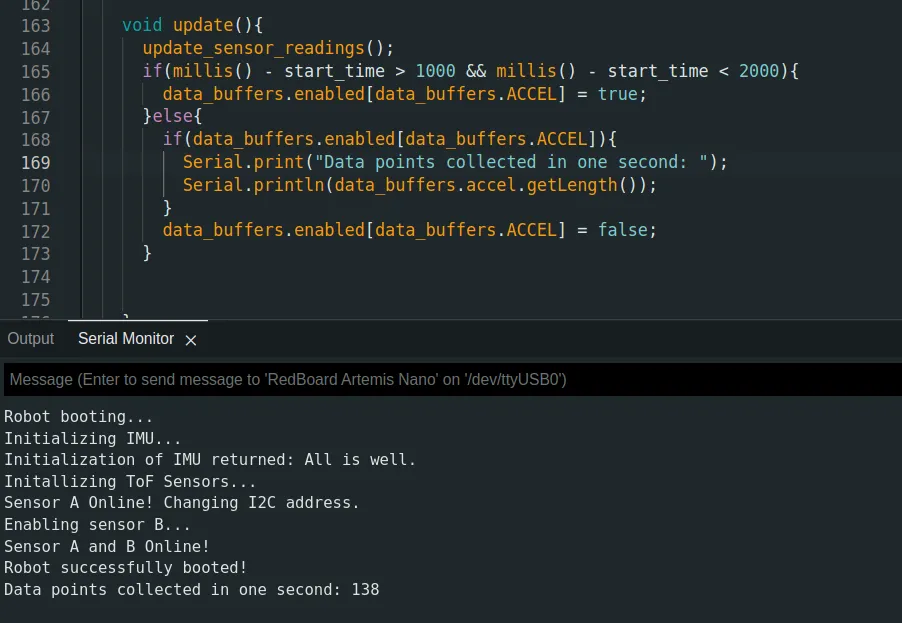 162
163 void update(){
164 update_sensor_readings();
165 if(millis() - start_time > 1000 && millis() - start_time < 2000){
166 data_buffers.enabled[data_buffers.ACCEL] = true;
167 }else{
168 if(data_buffers.enabled[data_buffers.ACCEL]){
169 Serial.print("Data points collected in one second: ");
170 Serial.println(data_buffers.accel.getLength());
171 }
172 data_buffers.enabled[data_buffers.ACCEL] = false;
173 }
174
175
Output Serial Monitor ×
Message (Enter to send message to 'RedBoard Artemis Nano' on '/dev/ttyUSB0')
Robot booting...
Initializing IMU...
Initialization of IMU returned: All is well.
Initallizing ToF Sensors...
Sensor A Online! Changing I2C address.
Enabling sensor B...
Sensor A and B Online!
Robot successfully booted!
Data points collected in one second: 138